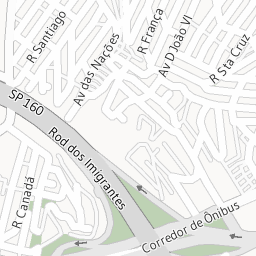 R Santiago
Av das Nações
R França
Av D João VI
R Sta Cruz
SP 160
Rod dos Imigrantes
R Canadá
Corredor de Ônibus